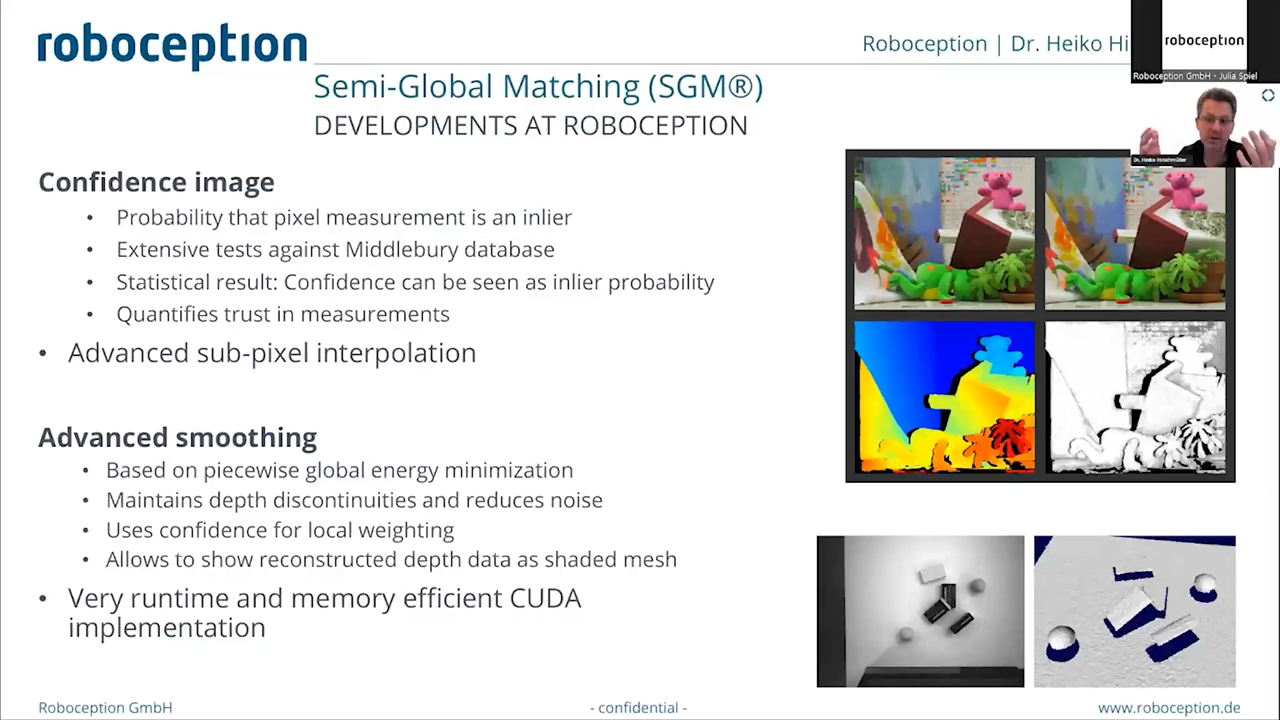 roboception
Roboception | Dr. Heiko Hi
roboception
Roboception GmbH - Julia Spiel
Dr. Heiko Hirschmüller
Semi-Global Matching (SGM®)
DEVELOPMENTS AT ROBOCEPTION
Confidence image
• Probability that pixel measurement is an inlier
• Extensive tests against Middlebury database
• Statistical result: Confidence can be seen as inlier probability
• Quantifies trust in measurements
• Advanced sub-pixel interpolation
Advanced smoothing
• Based on piecewise global energy minimization
• Maintains depth discontinuities and reduces noise
• Uses confidence for local weighting
• Allows to show reconstructed depth data as shaded mesh
• Very runtime and memory efficient CUDA
implementation
Roboception GmbH
- confidential -
www.roboception.de